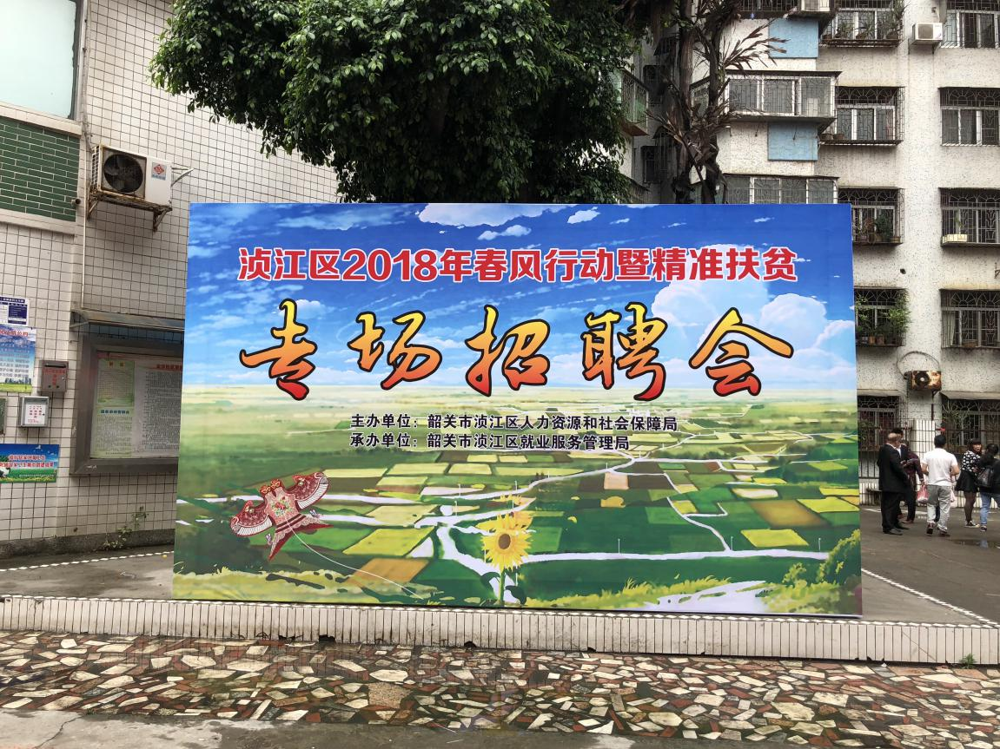 浈江区2018年春风行动暨精准扶贫
专场招聘会
主办单位：韶关市浈江区人力资源和社会保障局
承办单位：韶关市浈江区就业服务管理局